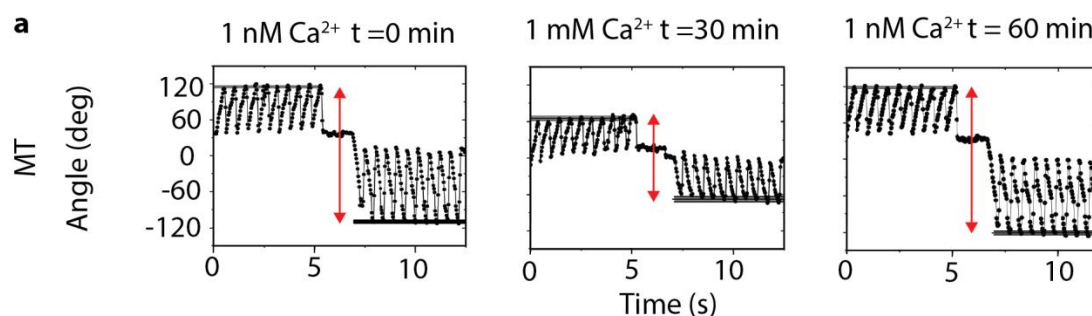 a
1 nM Ca²⁺ t =0 min
1 mM Ca²⁺ t =30 min
1 nM Ca²⁺ t = 60 min
MT
Angle (deg)
120
60
0
-60
-120
0 5 10
0 5 10
0 5 10
Time (s)